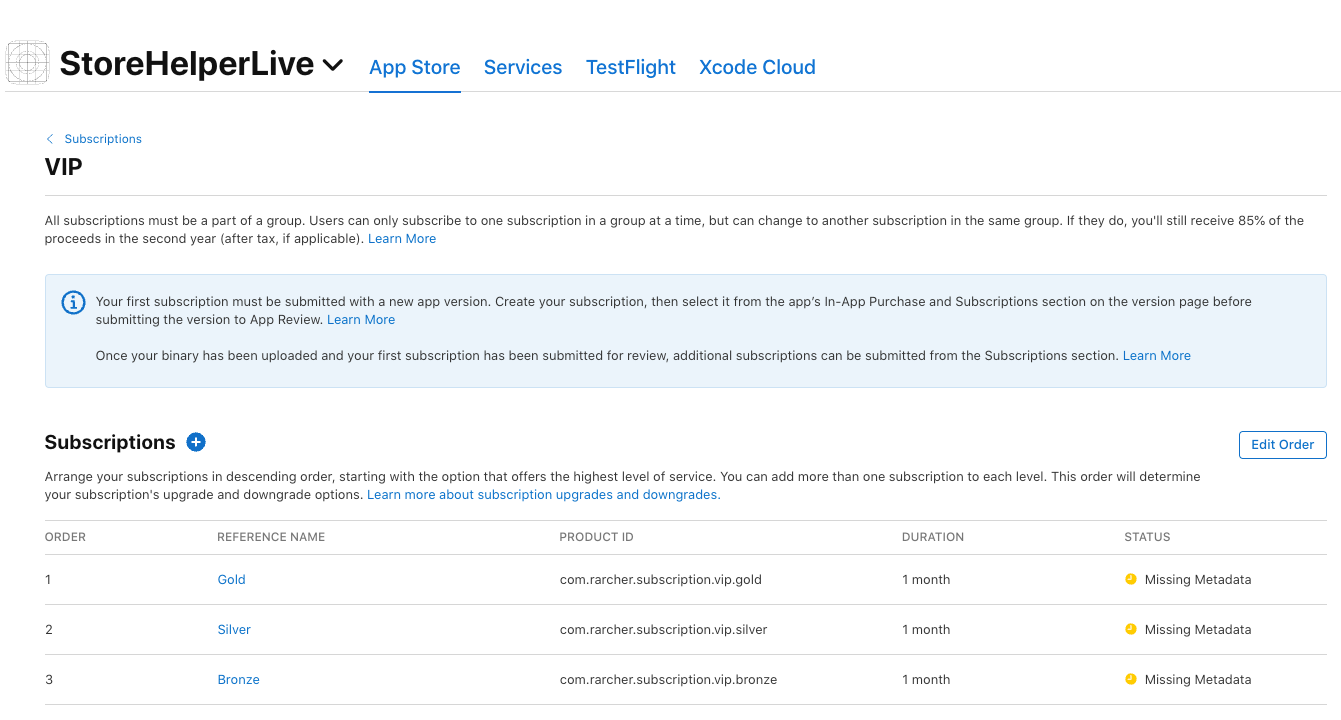 StoreHelperLive App Store Services TestFlight Xcode Cloud
Subscriptions
VIP
All subscriptions must be a part of a group. Users can only subscribe to one subscription in a group at a time, but can change to another subscription in the same group. If they do, you'll still receive 85% of the
proceeds in the second year (after tax, if applicable). Learn More
Your first subscription must be submitted with a new app version. Create your subscription, then select it from the app’s In-App Purchase and Subscriptions section on the version page before
submitting the version to App Review. Learn More
Once your binary has been uploaded and your first subscription has been submitted for review, additional subscriptions can be submitted from the Subscriptions section. Learn More
Subscriptions
Edit Order
Arrange your subscriptions in descending order, starting with the option that offers the highest level of service. You can add more than one subscription to each level. This order will determine
your subscription's upgrade and downgrade options. Learn more about subscription upgrades and downgrades.
ORDER REFERENCE NAME PRODUCT ID DURATION STATUS
1 Gold com.rarcher.subscription.vip.gold 1 month Missing Metadata
2 Silver com.rarcher.subscription.vip.silver 1 month Missing Metadata
3 Bronze com.rarcher.subscription.vip.bronze 1 month Missing Metadata